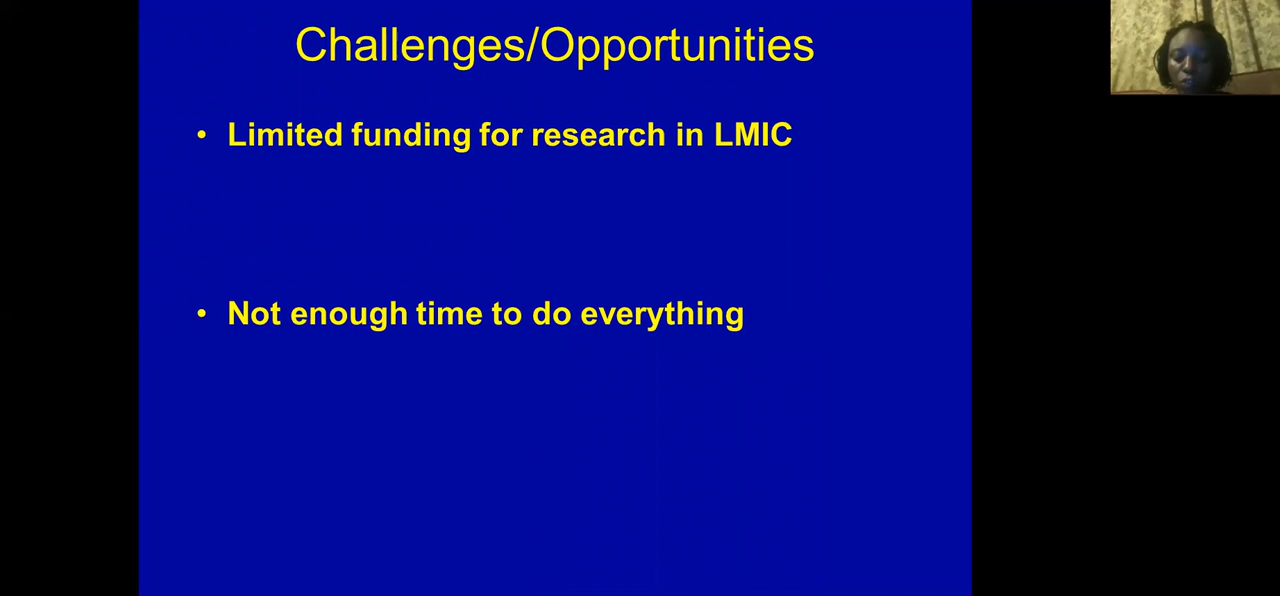 Challenges/Opportunities
• Limited funding for research in LMIC
• Not enough time to do everything